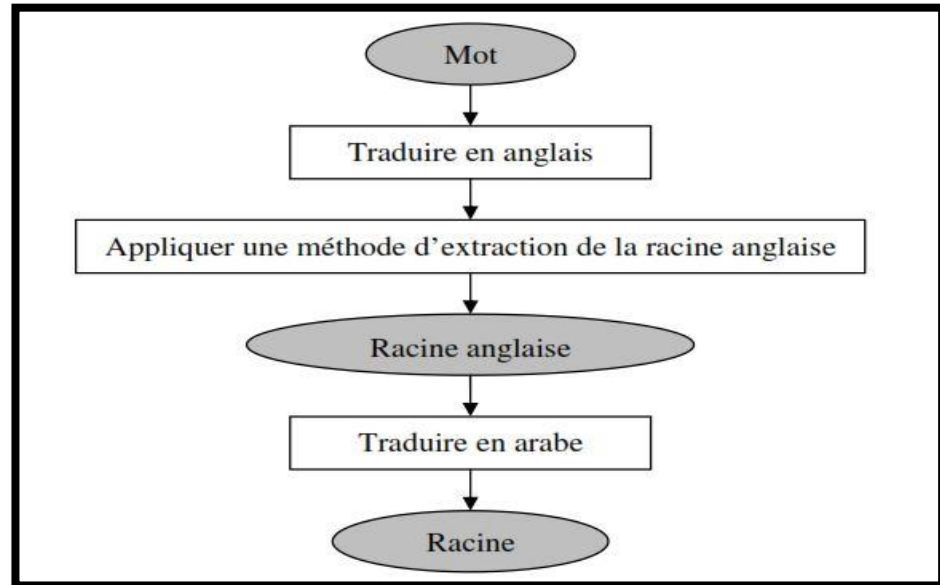 Mot
Traduire en anglais
Appliquer une méthode d'extraction de la racine anglaise
Racine anglaise
Traduire en arabe
Racine